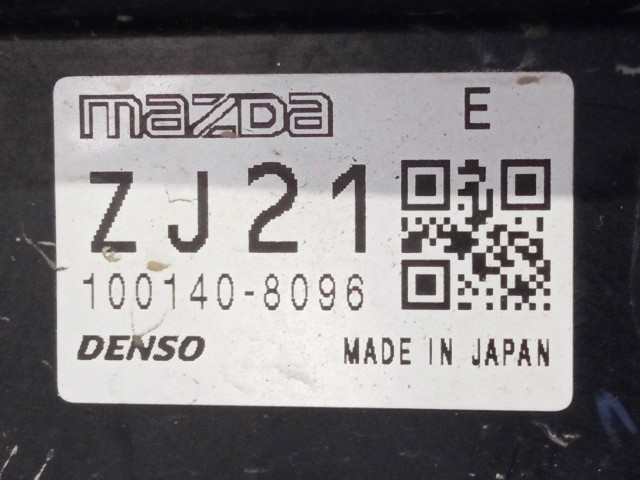 mazda E
ZJ21
100140-8096
DENSO MADE IN JAPAN